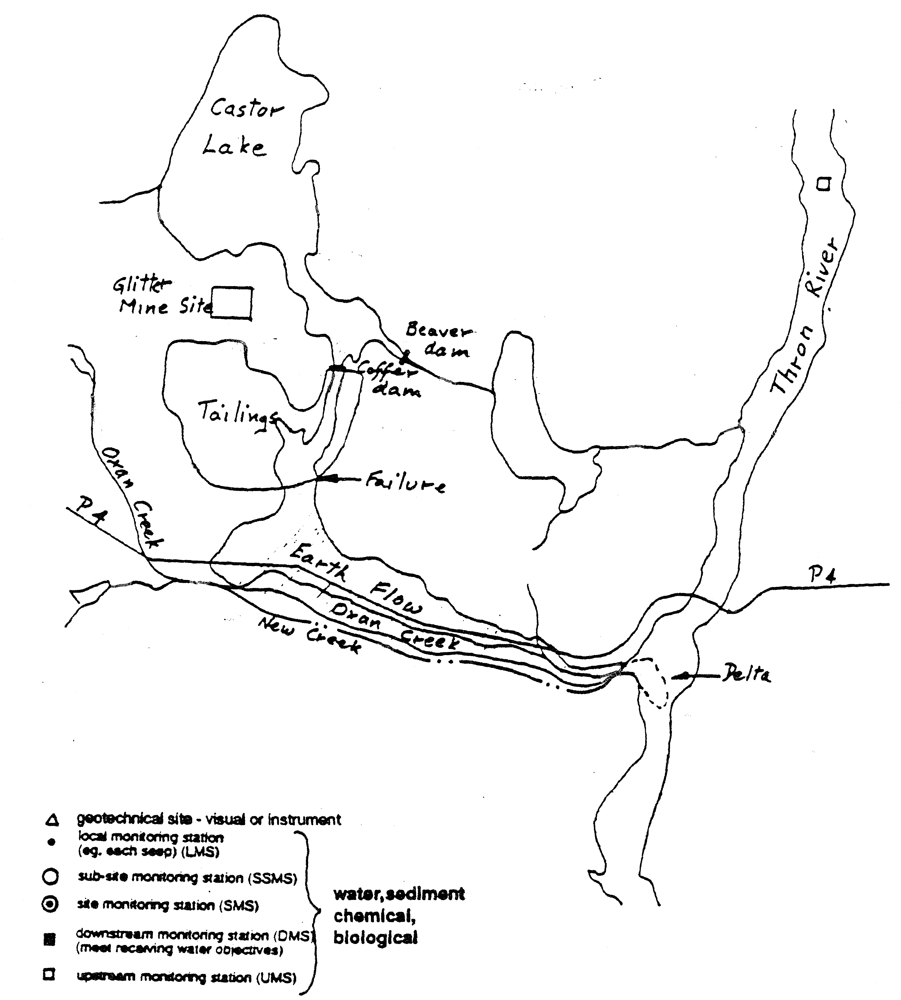 Castor
Lake
Glitter
Mine Site
Beaver
dam
Coffer
dam
Tailings
Thron River
Oxan Creek
Failure
P4
Earth Flow
P4
Oxan Creek
New Creek
Delta
geotechnical site - visual or instrument
local monitoring station
(eg. each seep) (LMS)
sub-site monitoring station (SSMS)
site monitoring station (SMS)
downstream monitoring station (DMS)
(meet receiving water objectives)
upstream monitoring station (UMS)
water, sediment
chemical,
biological